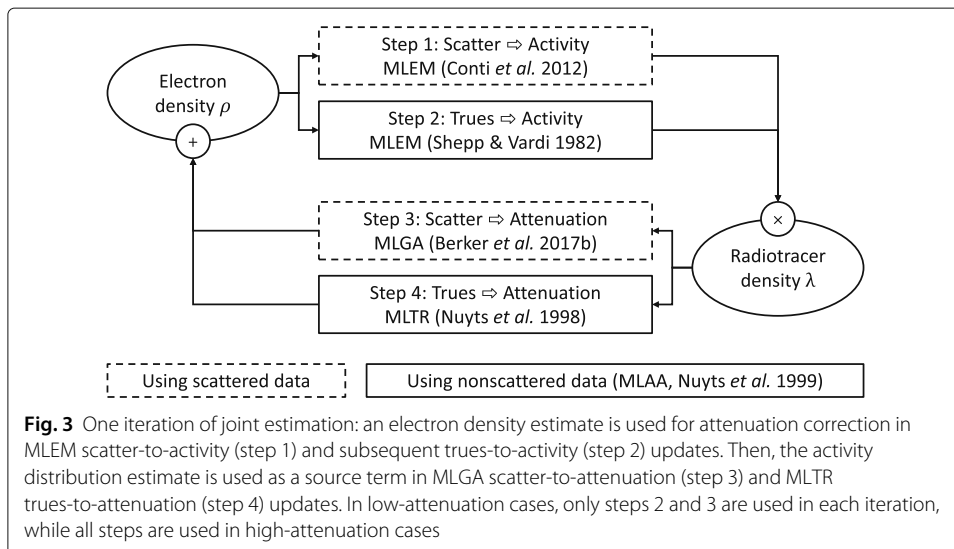 Step 1: Scatter ⇨ Activity
MLEM (Conti et al. 2012)
Electron
density ρ
Step 2: Trues ⇨ Activity
MLEM (Shepp & Vardi 1982)
+
Step 3: Scatter ⇨ Attenuation
MLGA (Berker et al. 2017b)
×
Radiotracer
density λ
Step 4: Trues ⇨ Attenuation
MLTR (Nuyts et al. 1998)
Using scattered data
Using nonscattered data (MLAA, Nuyts et al. 1999)
Fig. 3 One iteration of joint estimation: an electron density estimate is used for attenuation correction in
MLEM scatter-to-activity (step 1) and subsequent trues-to-activity (step 2) updates. Then, the activity
distribution estimate is used as a source term in MLGA scatter-to-attenuation (step 3) and MLTR
trues-to-attenuation (step 4) updates. In low-attenuation cases, only steps 2 and 3 are used in each iteration,
while all steps are used in high-attenuation cases